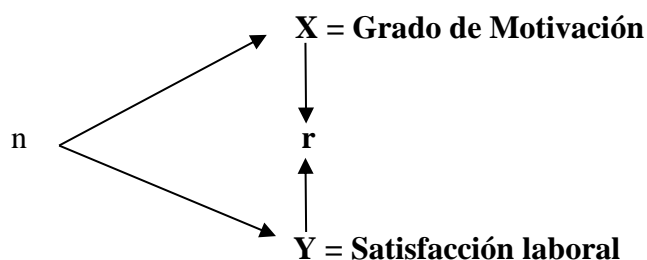 X = Grado de Motivación
n
r
Y = Satisfacción laboral